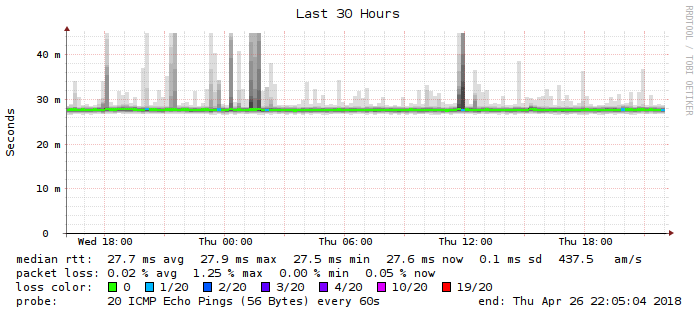 Last 30 Hours
RRDTOOL / TOBI OETIKER
Seconds
40 m
30 m
20 m
10 m
0
Wed 18:00 Thu 00:00 Thu 06:00 Thu 12:00 Thu 18:00
median rtt: 27.7 ms avg 27.9 ms max 27.5 ms min 27.6 ms now 0.1 ms sd 437.5 am/s
packet loss: 0.02 % avg 1.25 % max 0.00 % min 0.05 % now
loss color: 0 1/20 2/20 3/20 4/20 10/20 19/20
probe: 20 ICMP Echo Pings (56 Bytes) every 60s end: Thu Apr 26 22:05:04 2018